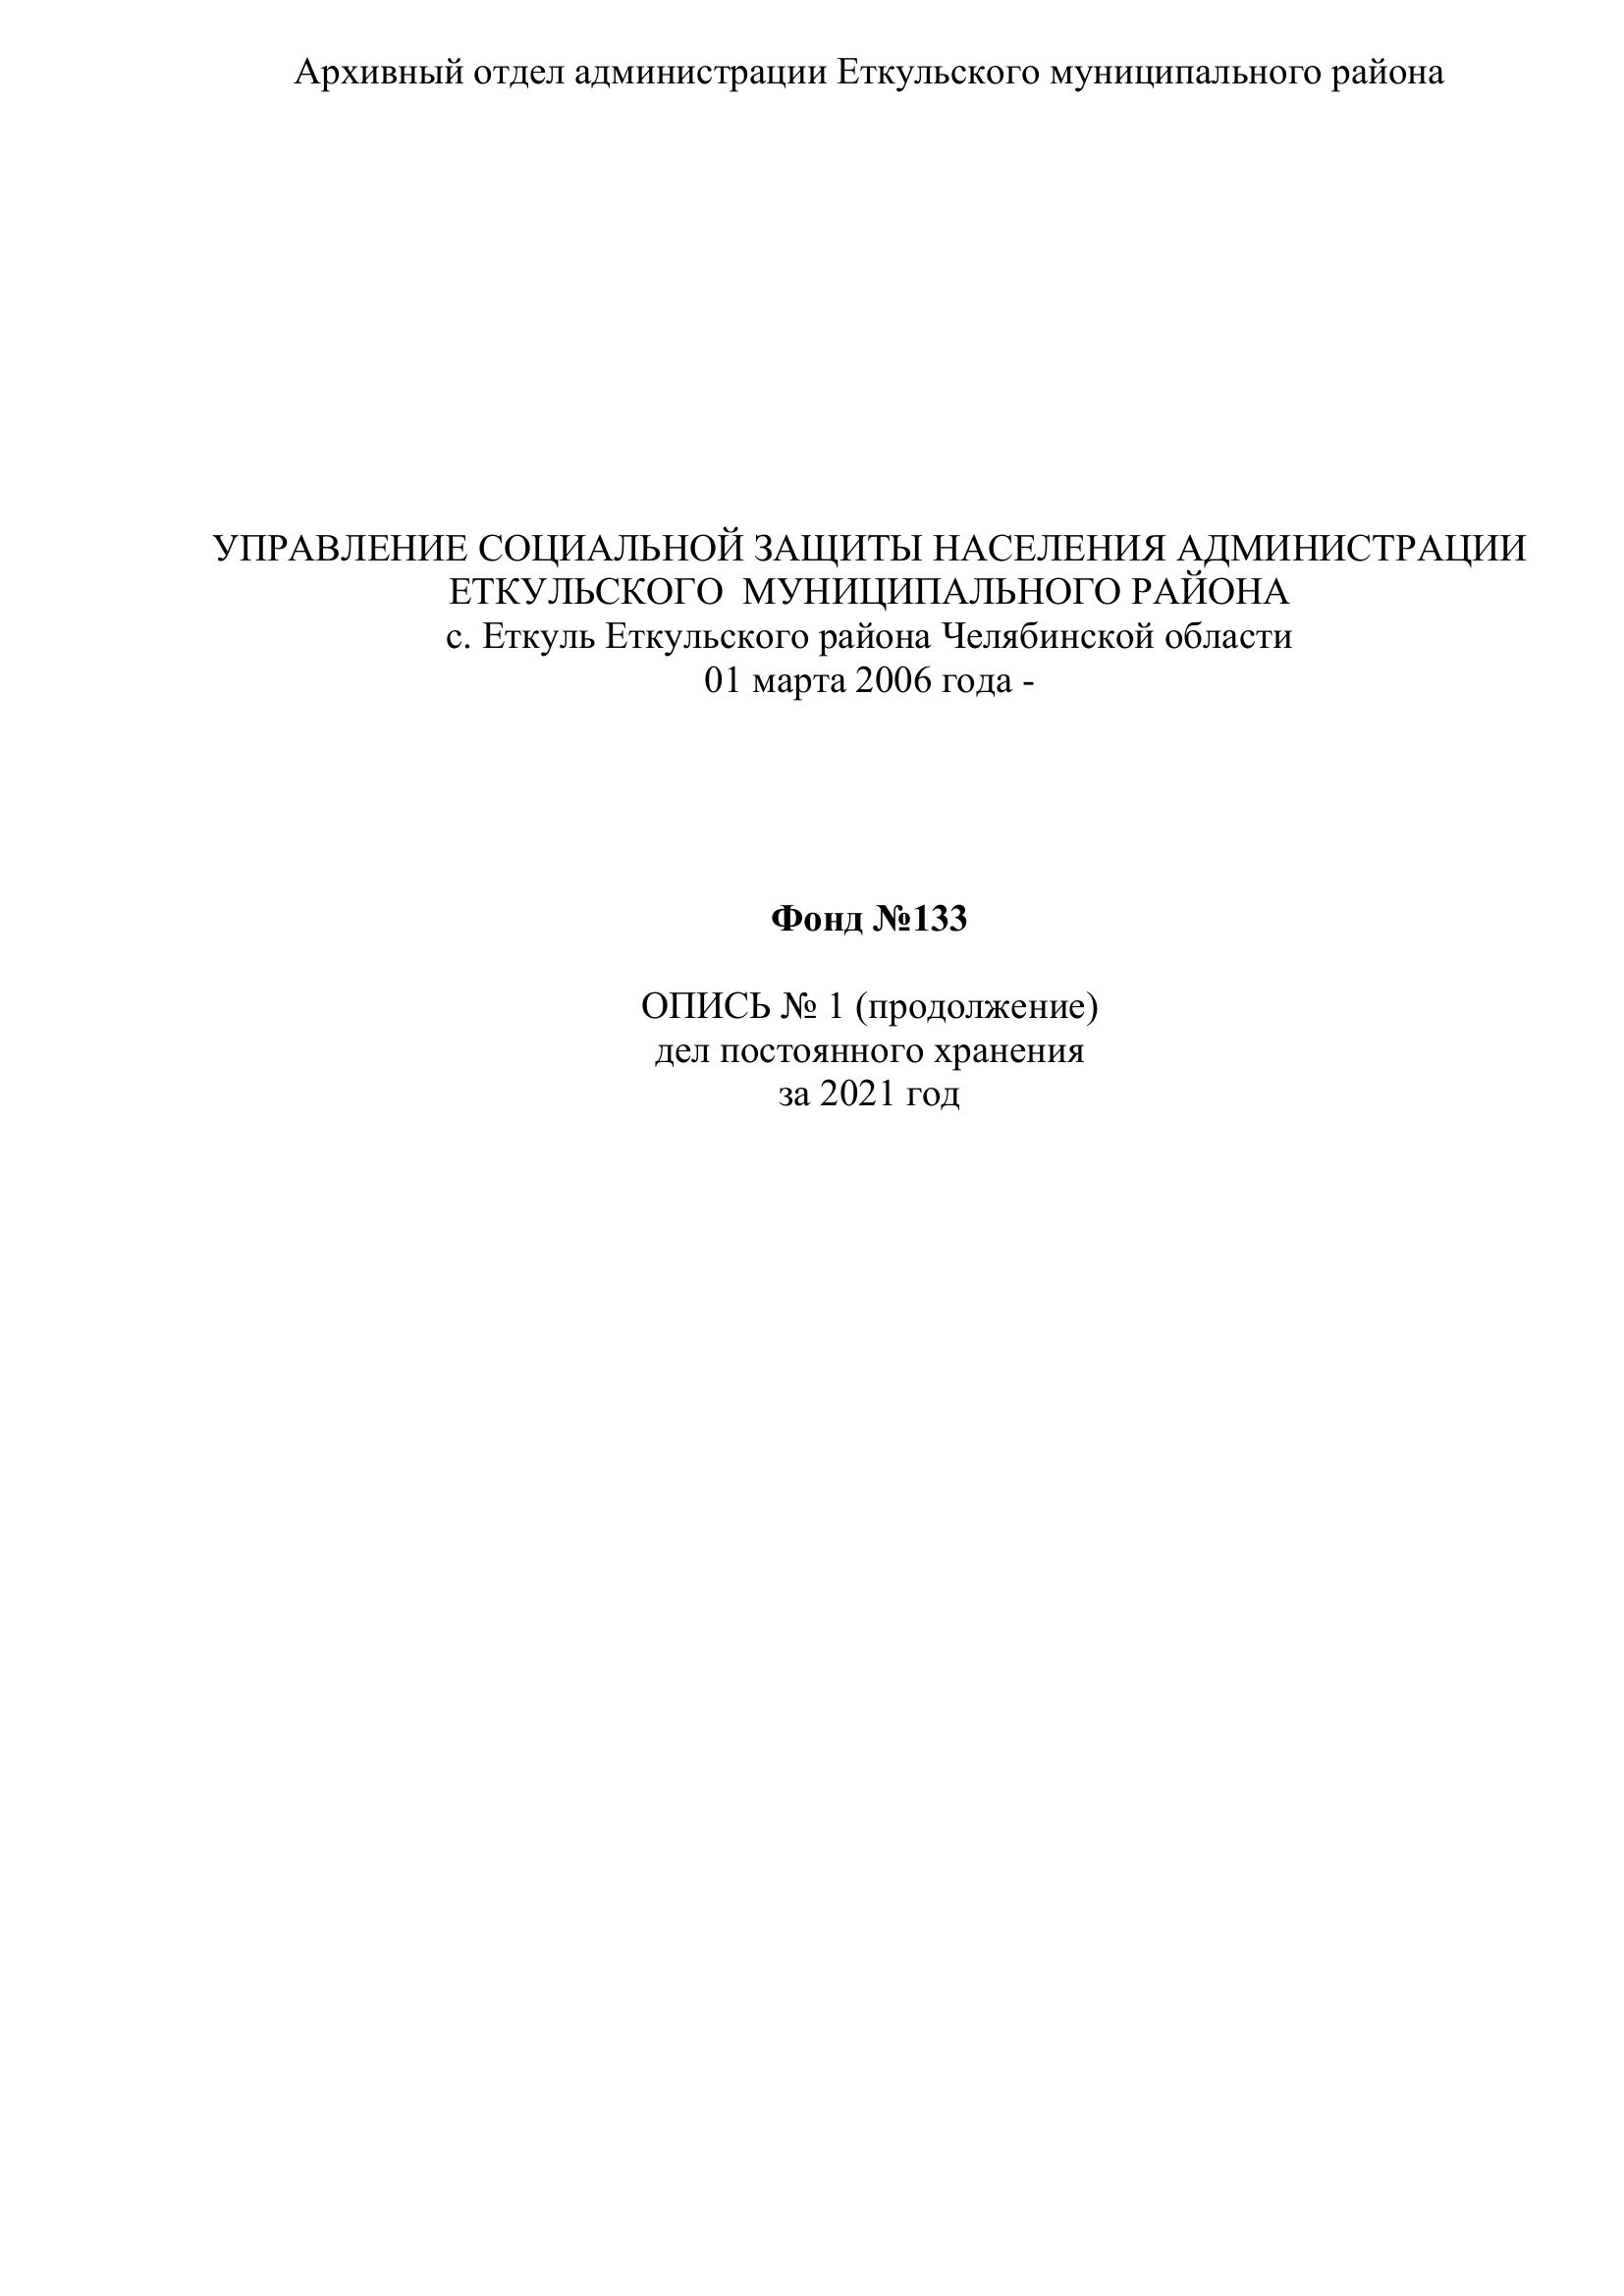 Архивный отдел администрации Еткульского муниципального района
УПРАВЛЕНИЕ СОЦИАЛЬНОЙ ЗАЩИТЫ НАСЕЛЕНИЯ АДМИНИСТРАЦИИ
ЕТКУЛЬСКОГО  МУНИЦИПАЛЬНОГО РАЙОНА
с. Еткуль Еткульского района Челябинской области
01 марта 2006 года -
Фонд №133
ОПИСЬ № 1 (продолжение)
дел постоянного хранения
за 2021 год